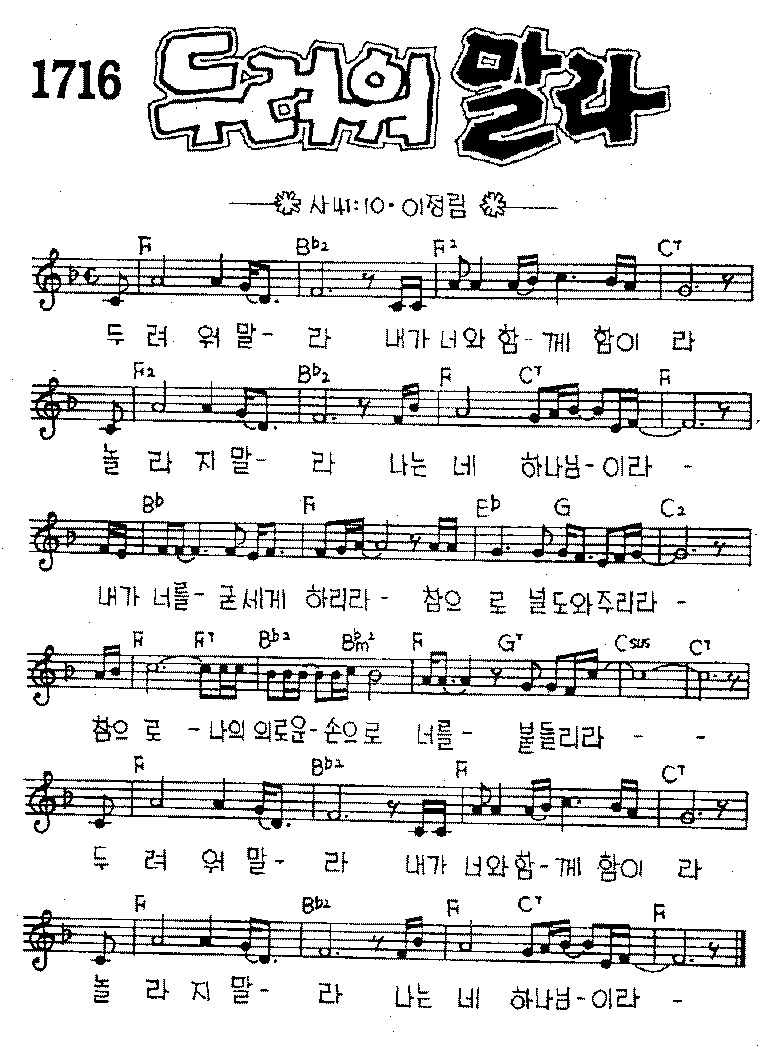 1716
두려워 말라
사 41:10 · 이정림
F Bb2 F2 C7
두 려 워 말- 라 내가 너와 함- 께 함이 라
F2 Bb2 F C7 F
놀 라 지 말- 라 나는 네 하나님-이라 -
Bb F Eb G C2
내가 너를- 굳세게 하리라- 참으 로 널도와주리라 -
F F7 Bb2 Bbm2 F G7 Csus C7
참으 로 -나의 의로운-손으로 너를- 붙들리라 - -
F Bb2 F C7
두 려 워 말- 라 내가 너와 함- 께 함이 라
F Bb2 F C7 F
놀 라 지 말- 라 나는 네 하나님-이라 -